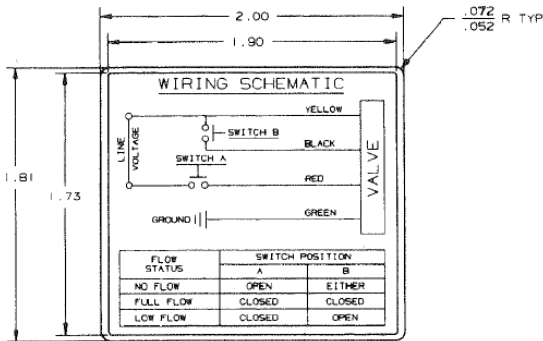 2.00
.072
.052 R TYP
1.90
WIRING SCHEMATIC
YELLOW
SWITCH B
LINE
VOLTAGE
BLACK
SWITCH A
VALVE
1.81
1.73
RED
GROUND
GREEN
FLOW
STATUS
SWITCH POSITION
A B
NO FLOW OPEN EITHER
FULL FLOW CLOSED CLOSED
LOW FLOW CLOSED OPEN